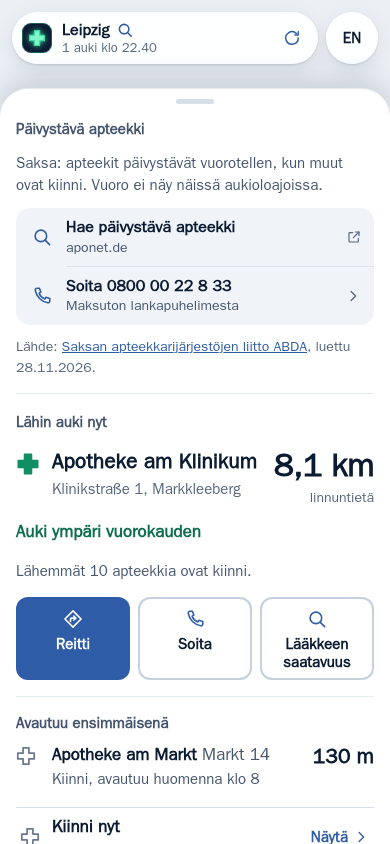 Leipzig
1 auki klo 22.40
EN
Päivystävä apteekki
Saksa: apteekit päivystävät vuorotellen, kun muut
ovat kiinni. Vuoro ei näy näissä aukioloajoissa.
Hae päivystävä apteekki
aponet.de
Soita 0800 00 22 8 33
Maksuton lankapuhelimesta
Lähde: Saksan apteekkarijärjestöjen liitto ABDA, luettu
28.11.2026.
Lähin auki nyt
Apotheke am Klinikum 8,1 km
Klinikstraße 1, Markkleeberg linnuntietä
Auki ympäri vuorokauden
Lähemmät 10 apteekkia ovat kiinni.
Reitti
Soita
Lääkkeen
saatavuus
Avautuu ensimmäisenä
Apotheke am Markt Markt 14 130 m
Kiinni, avautuu huomenna klo 8
Kiinni nyt
Näytä